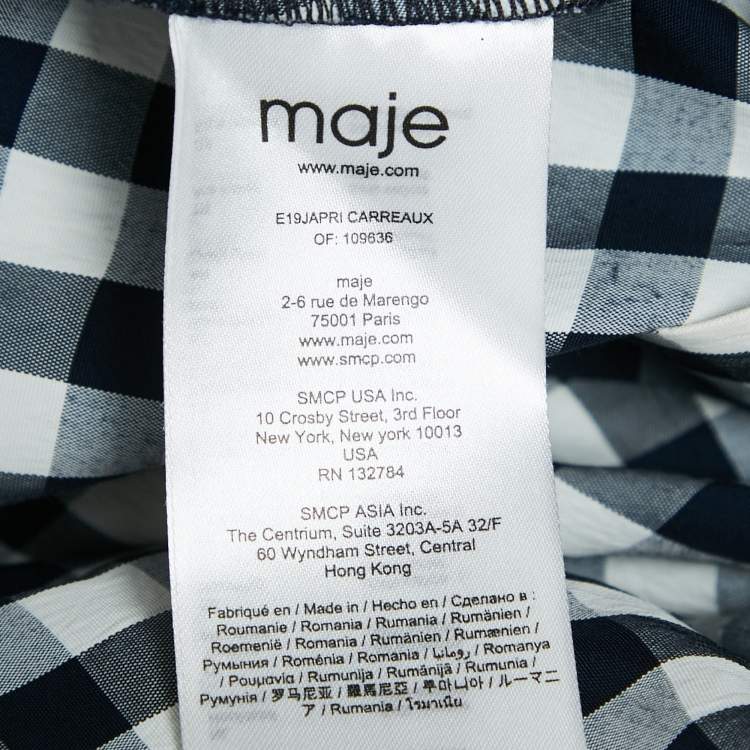 maje
www.maje.com
E19JAPRI CARREAUX
OF: 109636
maje
2-6 rue de Marengo
75001 Paris
www.maje.com
www.smcp.com
SMCP USA Inc.
10 Crosby Street, 3rd Floor
New York, New York 10013
USA
RN 132784
SMCP ASIA Inc.
The Centrium, Suite 3203A-5A 32/F
60 Wyndham Street, Central
Hong Kong
Fabriqué en / Made in / Hecho en / Сделано в :
Roumanie / Romania / Rumania / Rumänien /
Roemenië / Romania / Rumänien / Rumænien /
Румыния / Roménia / Romània / رومانيا / Romanya
/ Ρουμανία / Rumunija / Rumānijā / Rumunia /
Румунія / 罗马尼亚 / 羅馬尼亞 / 루마니아 / ルーマニ
ア / Rumania / โรมาเนีย